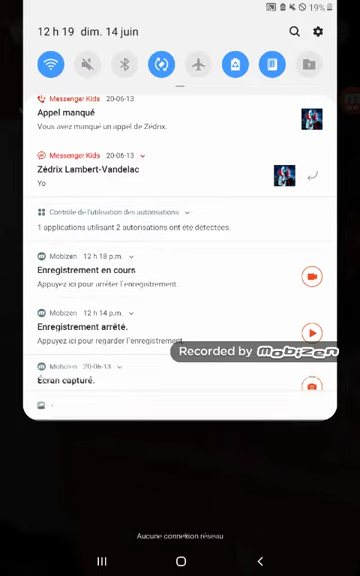 19%
12 h 19 dim. 14 juin
Messenger Kids 20-06-13
Appel manqué
Vous avez manqué un appel de Zédrix.
Messenger Kids 20-06-13
Zédrix Lambert-Vandelac
Yo
Contrôle de l'utilisation des autorisations
1 applications utilisant 2 autorisations ont été détectées.
Mobizen 12 h 18 p.m.
Enregistrement en cours
Appuyez ici pour arrêter l'enregistrement.
Mobizen 12 h 14 p.m.
Enregistrement arrêté.
Appuyez ici pour regarder l'enregistrement
Recorded by Mobizen
Mobizen 20-06-13
Écran capturé.
Aucune connexion réseau